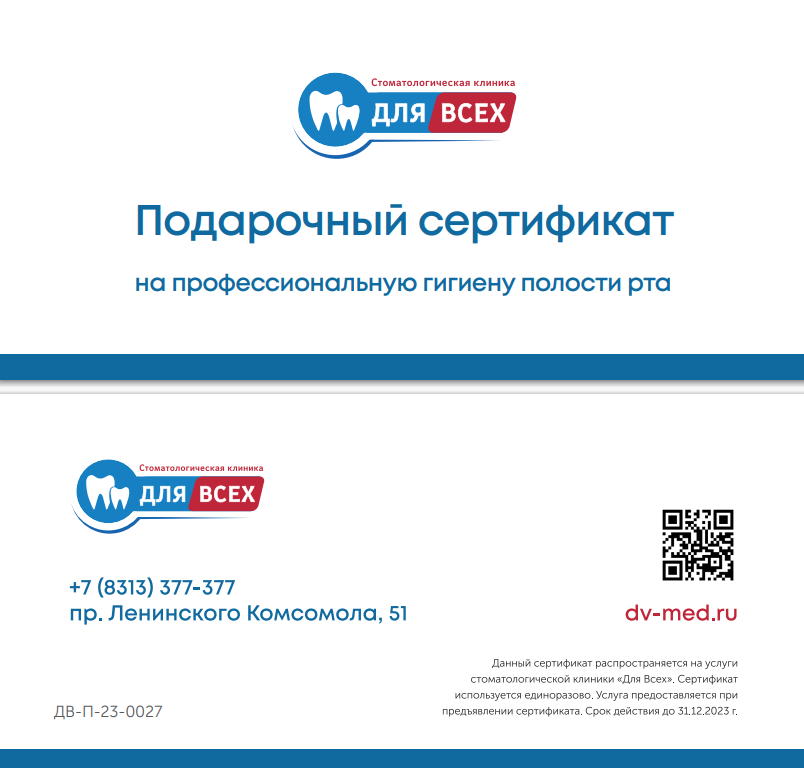 Стоматологическая клиника
ДЛЯ ВСЕХ
Подарочный сертификат
на профессиональную гигиену полости рта
Стоматологическая клиника
ДЛЯ ВСЕХ
+7 (8313) 377-377
пр. Ленинского Комсомола, 51
dv-med.ru
Данный сертификат распространяется на услуги
стоматологической клиники «Для Всех». Сертификат
используется единоразово. Услуга предоставляется при
предъявлении сертификата. Срок действия до 31.12.2023 г.
ДВ-П-23-0027